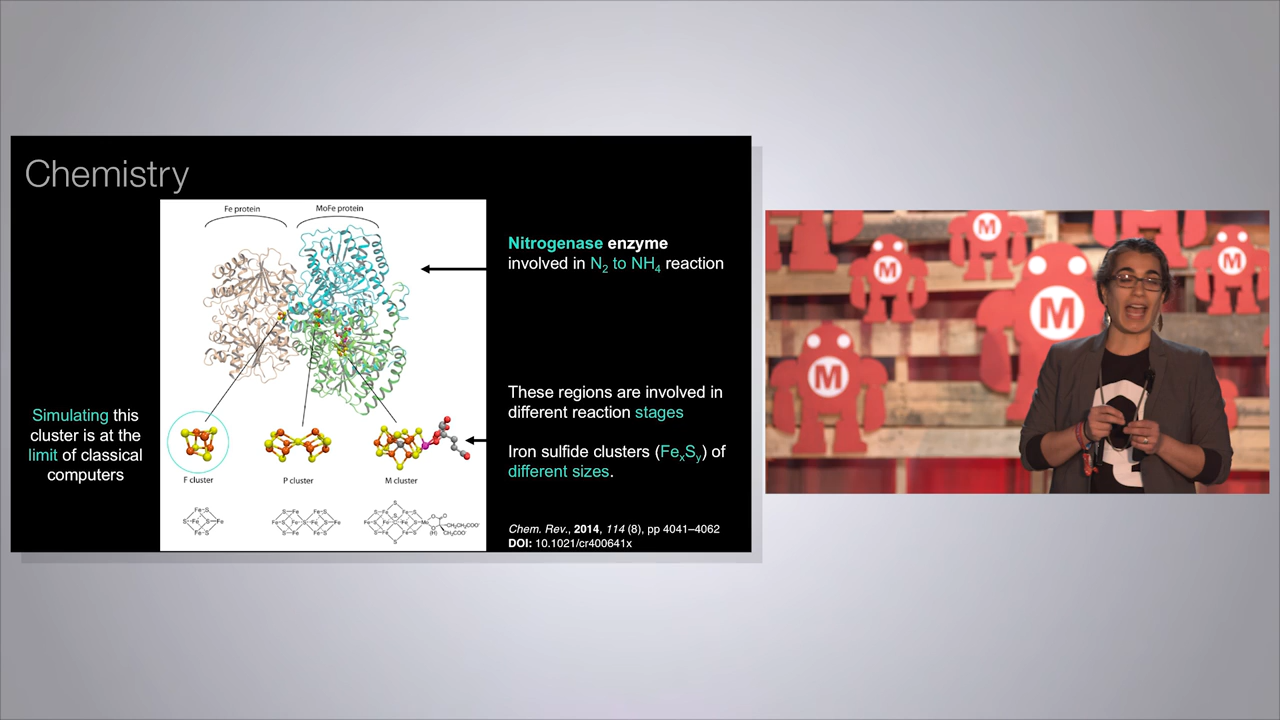 Chemistry
Fe protein
MoFe protein
Nitrogenase enzyme
involved in N₂ to NH₄ reaction
These regions are involved in
different reaction stages
Simulating this
cluster is at the
limit of classical
computers
Iron sulfide clusters (FeₓSᵧ) of
different sizes.
F cluster
P cluster
M cluster
Chem. Rev., 2014, 114 (8), pp 4041–4062
DOI: 10.1021/cr400641x
M
M
M
M
M